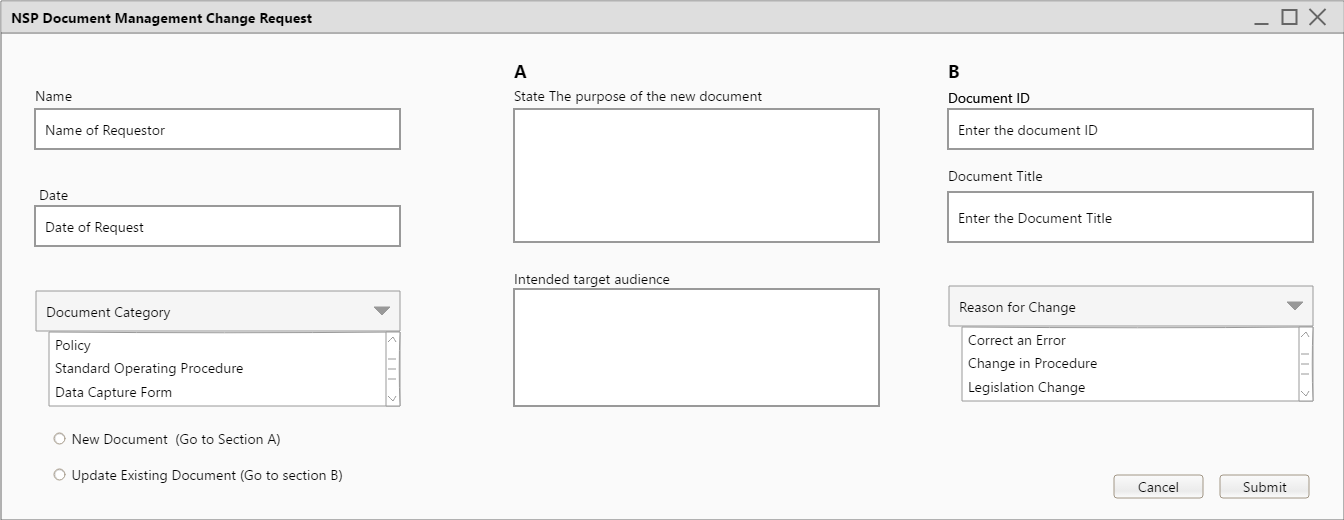 NSP Document Management Change Request
Name
Name of Requestor
Date
Date of Request
Document Category
Policy
Standard Operating Procedure
Data Capture Form
New Document (Go to Section A)
Update Existing Document (Go to section B)
A
State The purpose of the new document
Intended target audience
B
Document ID
Enter the document ID
Document Title
Enter the Document Title
Reason for Change
Correct an Error
Change in Procedure
Legislation Change
Cancel
Submit